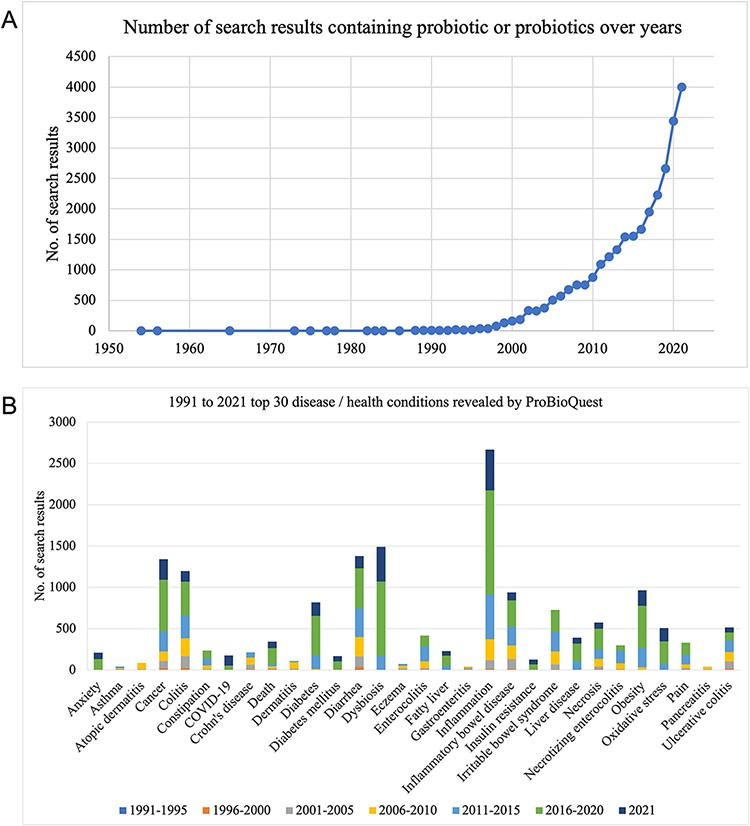 A
Number of search results containing probiotic or probiotics over years
No. of search results
4500
4000
3500
3000
2500
2000
1500
1000
500
0
1950 1960 1970 1980 1990 2000 2010 2020
B
1991 to 2021 top 30 disease / health conditions revealed by ProBioQuest
No. of search results
3000
2500
2000
1500
1000
500
0
Anxiety
Asthma
Atopic dermatitis
Cancer
Colitis
Constipation
COVID-19
Crohn's disease
Death
Dermatitis
Diabetes
Diabetes mellitus
Diarrhea
Dysbiosis
Eczema
Enterocolitis
Fatty liver
Gastroenteritis
Inflammation
Inflammatory bowel disease
Insulin resistance
Irritable bowel syndrome
Liver disease
Necrosis
Necrotizing enterocolitis
Obesity
Oxidative stress
Pain
Pancreatitis
Ulcerative colitis
1991-1995 1996-2000 2001-2005 2006-2010 2011-2015 2016-2020 2021